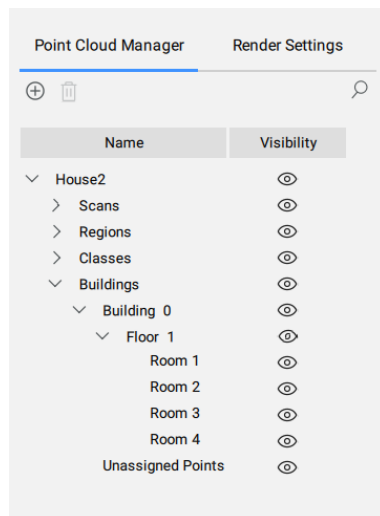 Point Cloud Manager Render Settings
Name Visibility
House2
Scans
Regions
Classes
Buildings
Building 0
Floor 1
Room 1
Room 2
Room 3
Room 4
Unassigned Points